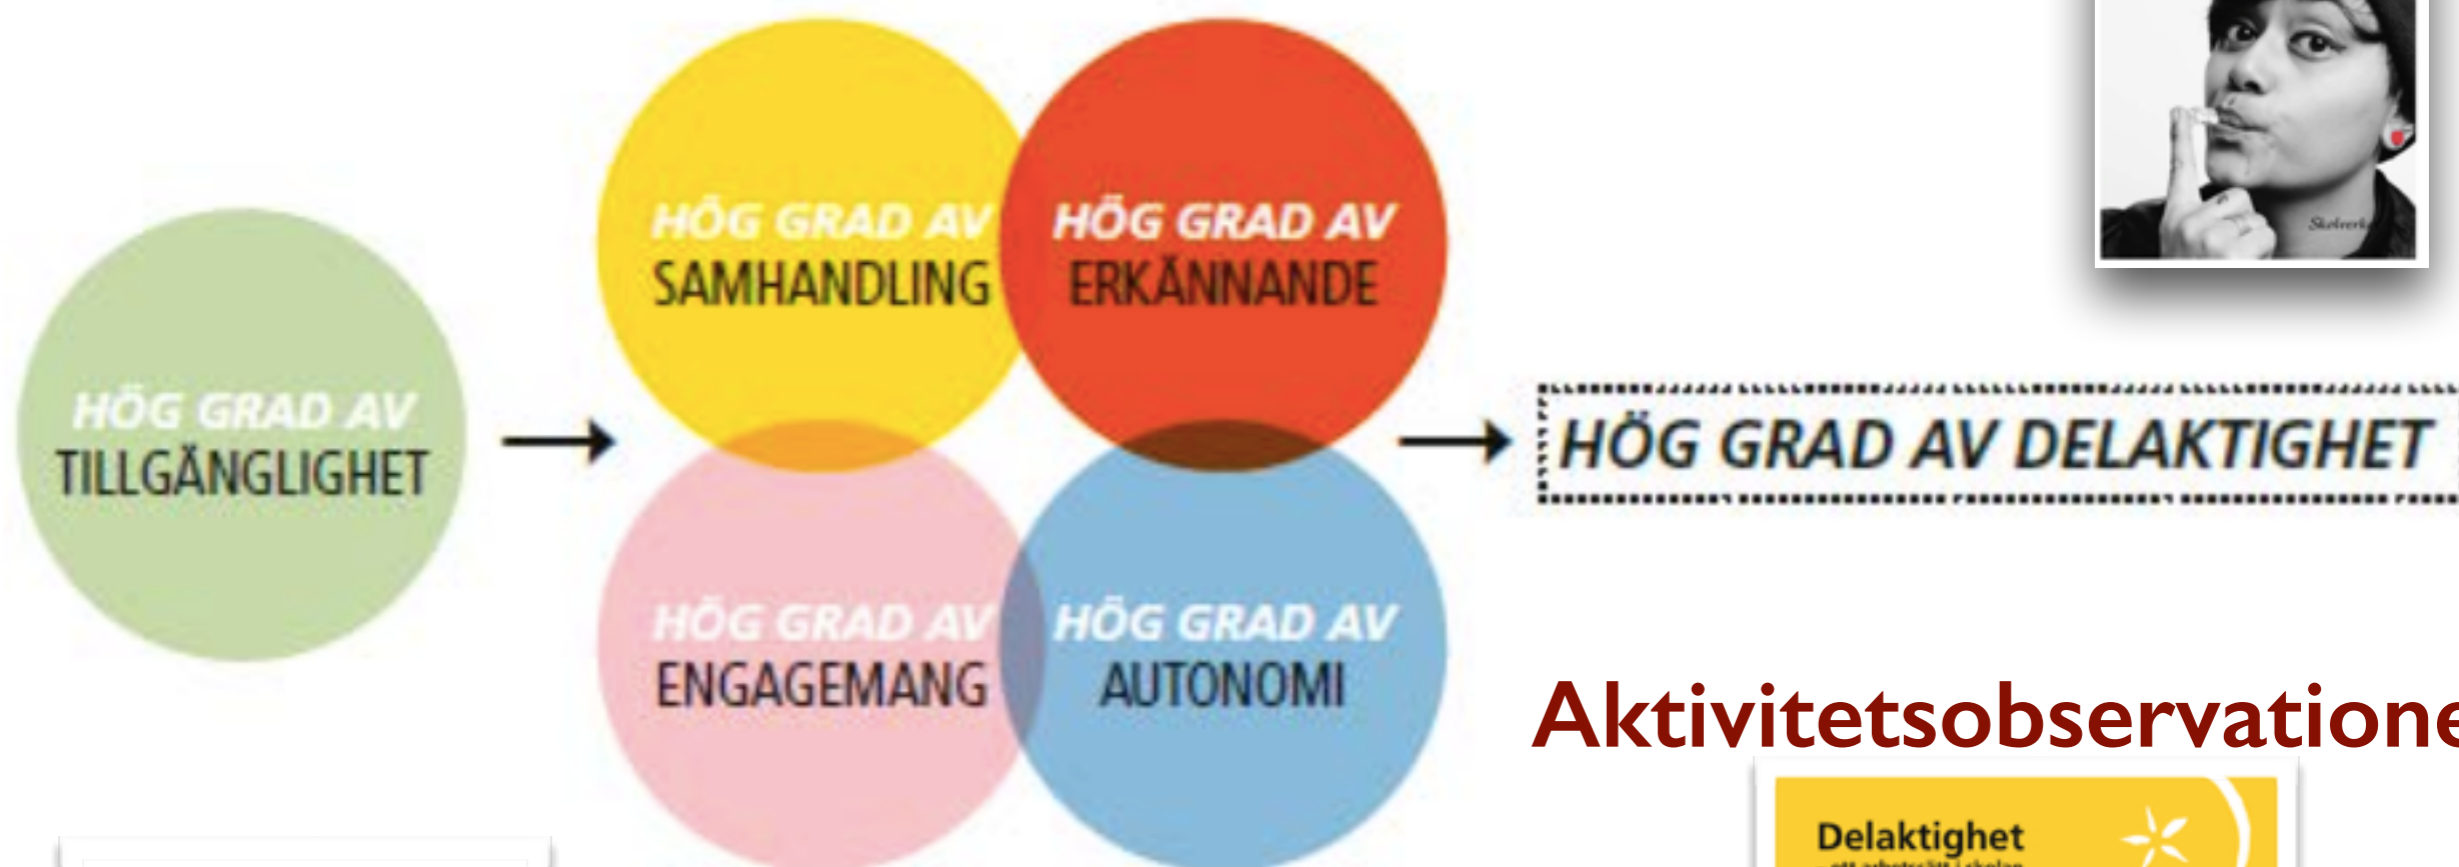 HÖG GRAD AV
TILLGÄNGLIGHET
HÖG GRAD AV
SAMHANDLING
HÖG GRAD AV
ERKÄNNANDE
HÖG GRAD AV
ENGAGEMANG
HÖG GRAD AV
AUTONOMI
HÖG GRAD AV DELAKTIGHET
Aktivitetsobservatione
Delaktighet